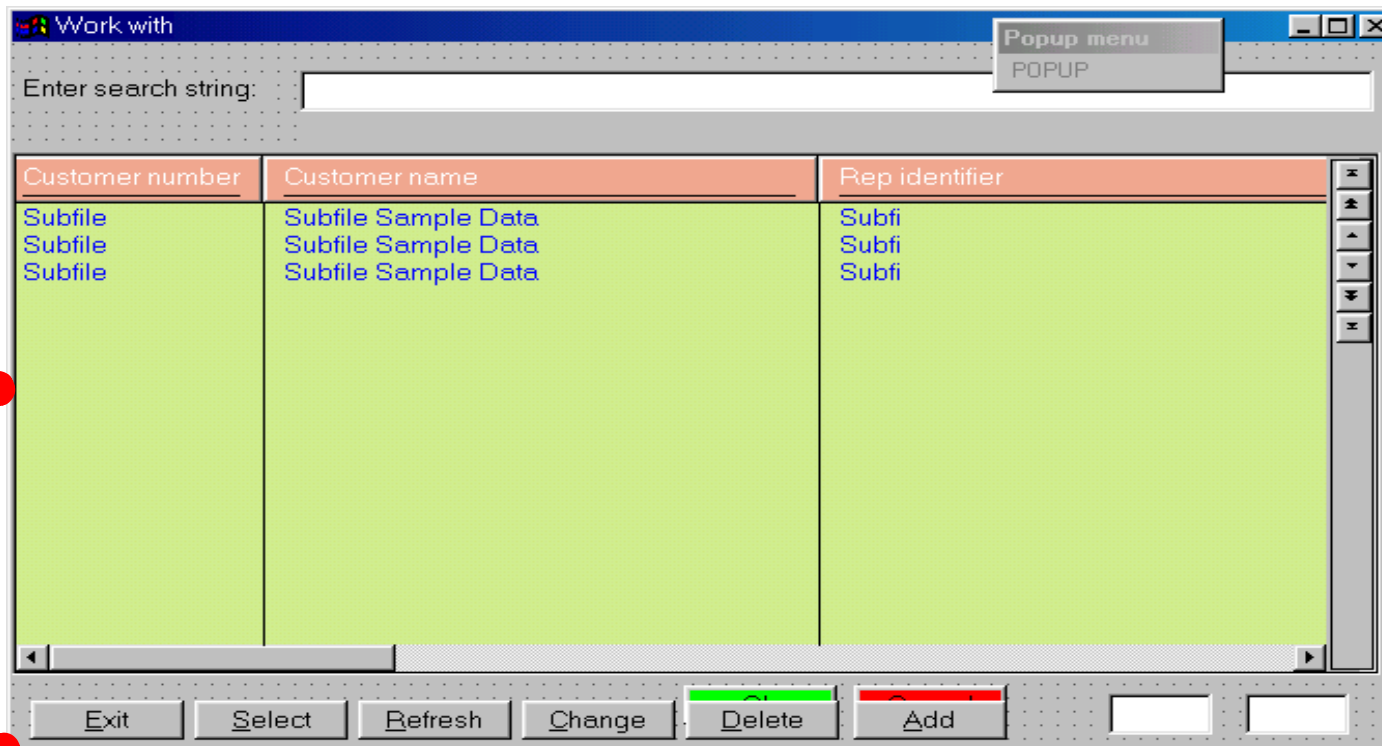 Work with
Popup menu
POPUP
Enter search string:
Customer number Customer name Rep identifier
Subfile Subfile Sample Data Subfi
Subfile Subfile Sample Data Subfi
Subfile Subfile Sample Data Subfi
Exit Select Refresh Change Delete Add